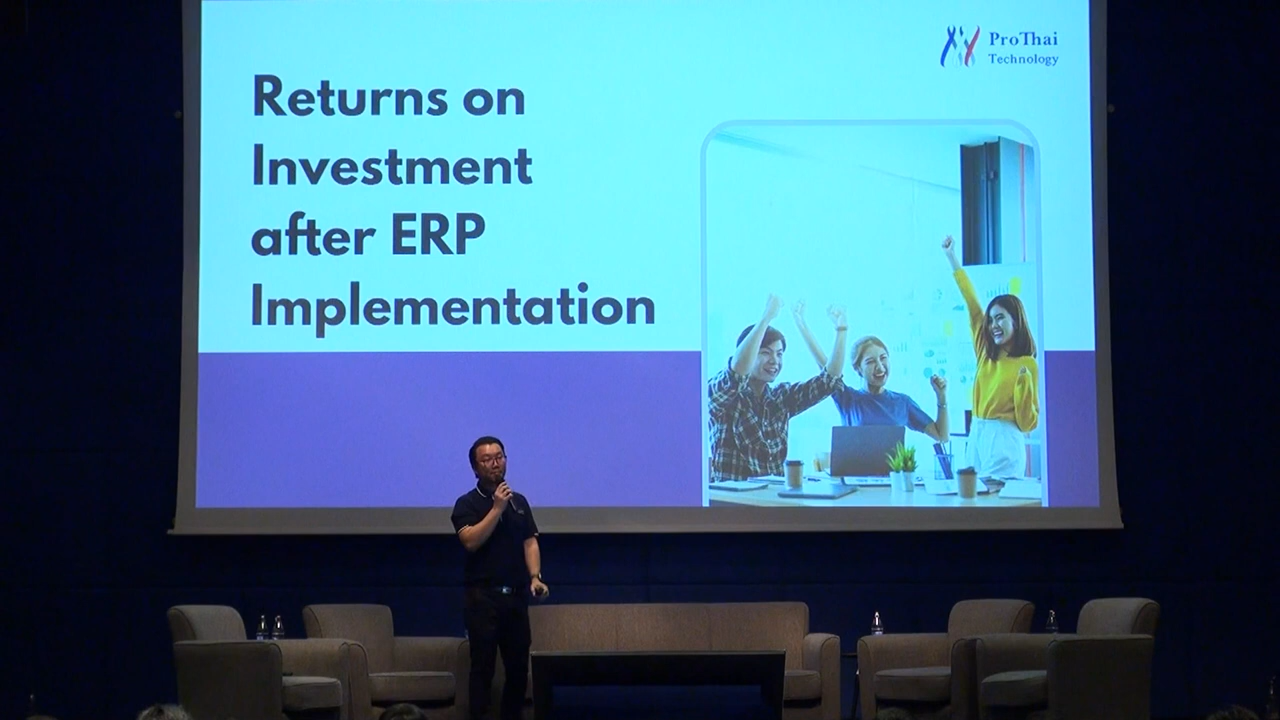 ProThai
Technology
Returns on
Investment
after ERP
Implementation